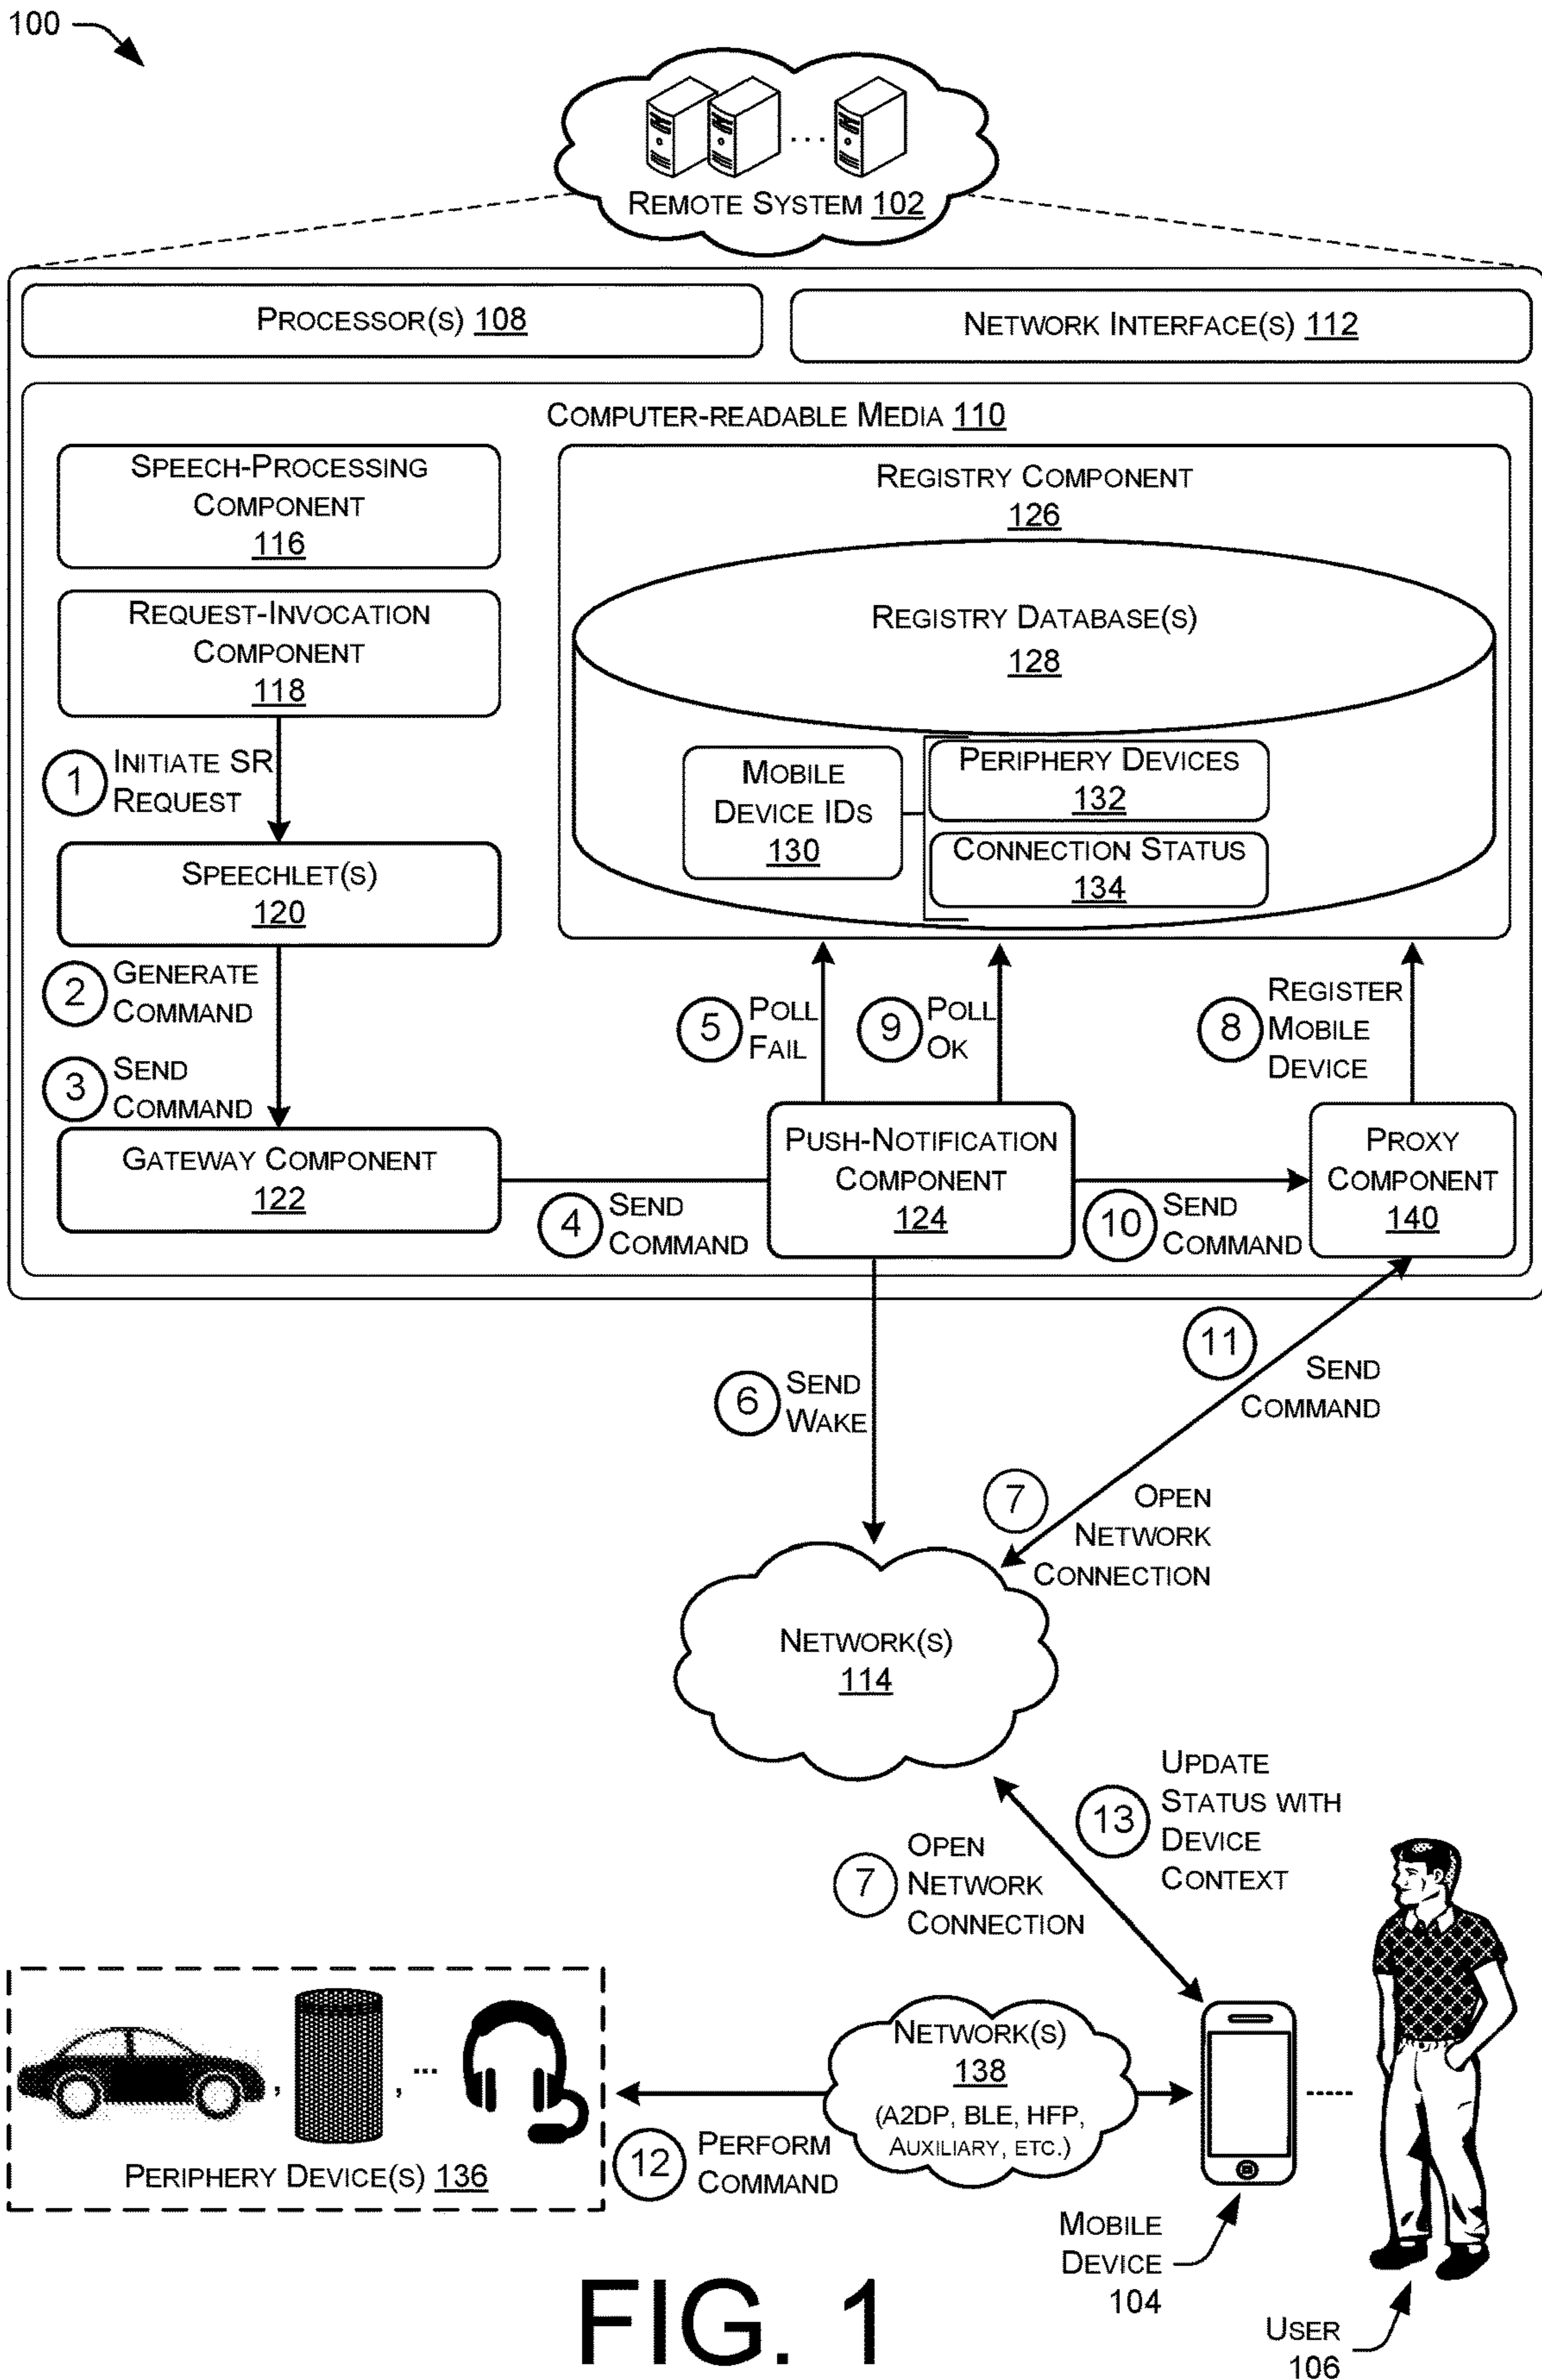 100
REMOTE SYSTEM 102
PROCESSOR(S) 108
NETWORK INTERFACE(S) 112
COMPUTER-READABLE MEDIA 110
SPEECH-PROCESSING
COMPONENT
116
REGISTRY COMPONENT
126
REQUEST-INVOCATION
COMPONENT
118
REGISTRY DATABASE(S)
128
1 INITIATE SR
REQUEST
MOBILE
DEVICE IDS
130
PERIPHERY DEVICES
132
CONNECTION STATUS
134
SPEECHLET(S)
120
2 GENERATE
COMMAND
3 SEND
COMMAND
5 POLL
FAIL
9 POLL
OK
8 REGISTER
MOBILE
DEVICE
GATEWAY COMPONENT
122
4 SEND
COMMAND
PUSH-NOTIFICATION
COMPONENT
124
10 SEND
COMMAND
PROXY
COMPONENT
140
6 SEND
WAKE
11
SEND
COMMAND
7
OPEN
NETWORK
CONNECTION
NETWORK(S)
114
13 UPDATE
STATUS WITH
DEVICE
CONTEXT
7 OPEN
NETWORK
CONNECTION
, , ...
PERIPHERY DEVICE(S) 136
12 PERFORM
COMMAND
NETWORK(S)
138
(A2DP, BLE, HFP,
AUXILIARY, ETC.)
MOBILE
DEVICE
104
USER
106
FIG. 1